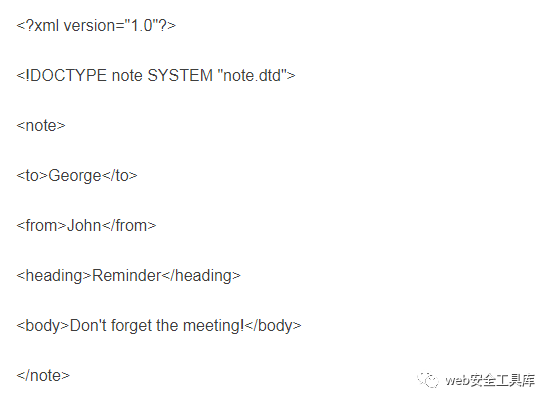 <?xml version="1.0"?>
<!DOCTYPE note SYSTEM "note.dtd">
<note>
<to>George</to>
<from>John</from>
<heading>Reminder</heading>
<body>Don't forget the meeting!</body>
</note>
web安全工具库